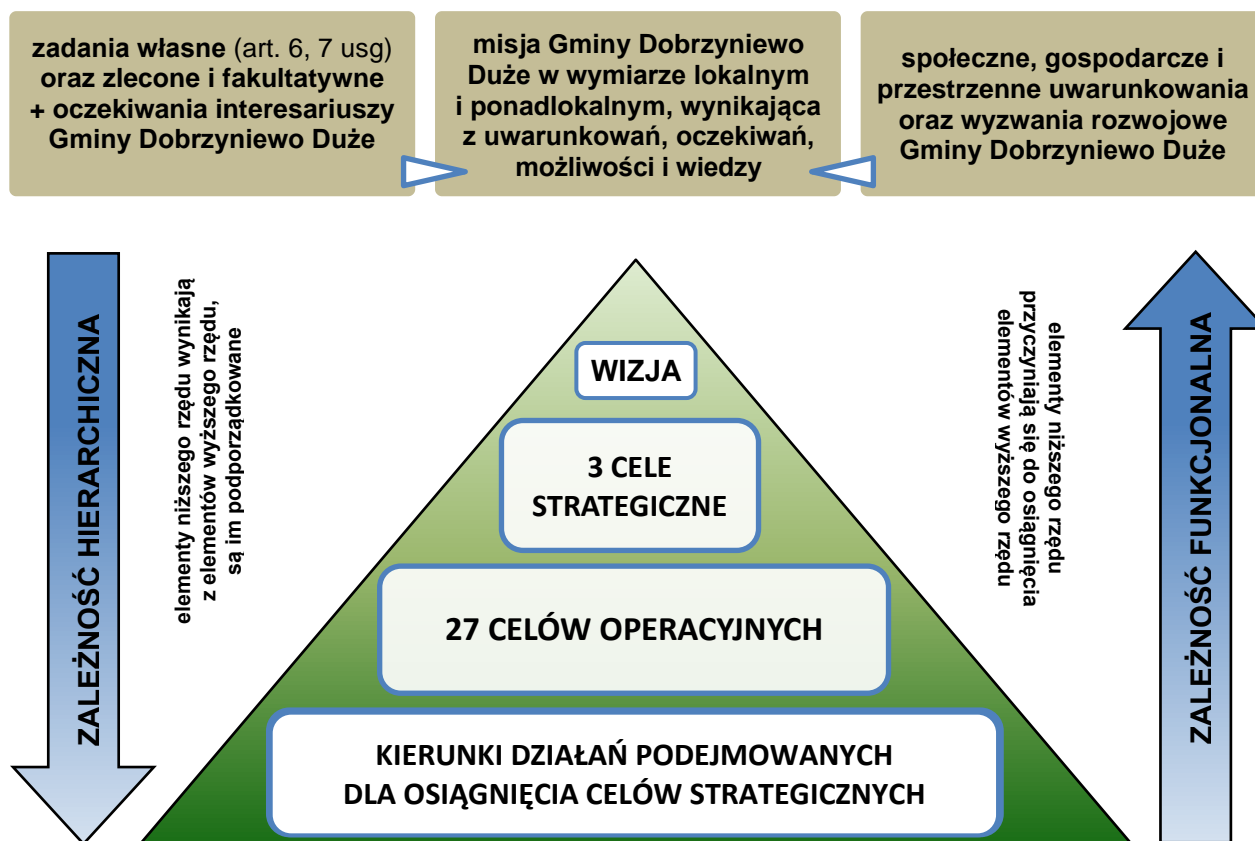 zadania własne (art. 6, 7 usg)
oraz zlecone i fakultatywne
+ oczekiwania interesariuszy
Gminy Dobrzyniewo Duże
misja Gminy Dobrzyniewo
Duże w wymiarze lokalnym
i ponadlokalnym, wynikająca
z uwarunkowań, oczekiwań,
możliwości i wiedzy
społeczne, gospodarcze i
przestrzenne uwarunkowania
oraz wyzwania rozwojowe
Gminy Dobrzyniewo Duże
ZALEŻNOŚĆ HIERARCHICZNA
elementy niższego rzędu wynikają
z elementów wyższego rzędu,
są im podporządkowane
WIZJA
3 CELE
STRATEGICZNE
27 CELÓW OPERACYJNYCH
KIERUNKI DZIAŁAŃ PODEJMOWANYCH
DLA OSIĄGNIĘCIA CELÓW STRATEGICZNYCH
elementy niższego rzędu
przyczyniają się do osiągnięcia
elementów wyższego rzędu
ZALEŻNOŚĆ FUNKCJONALNA